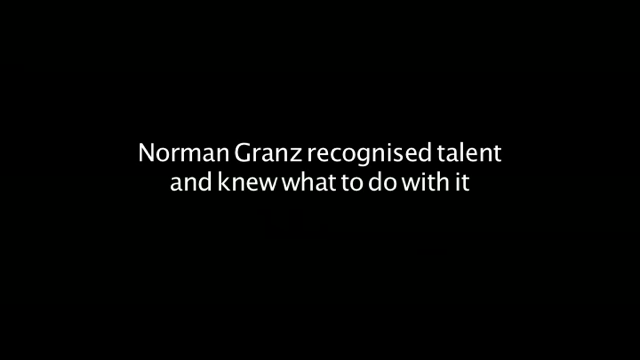 Norman Granz recognised talent
and knew what to do with it